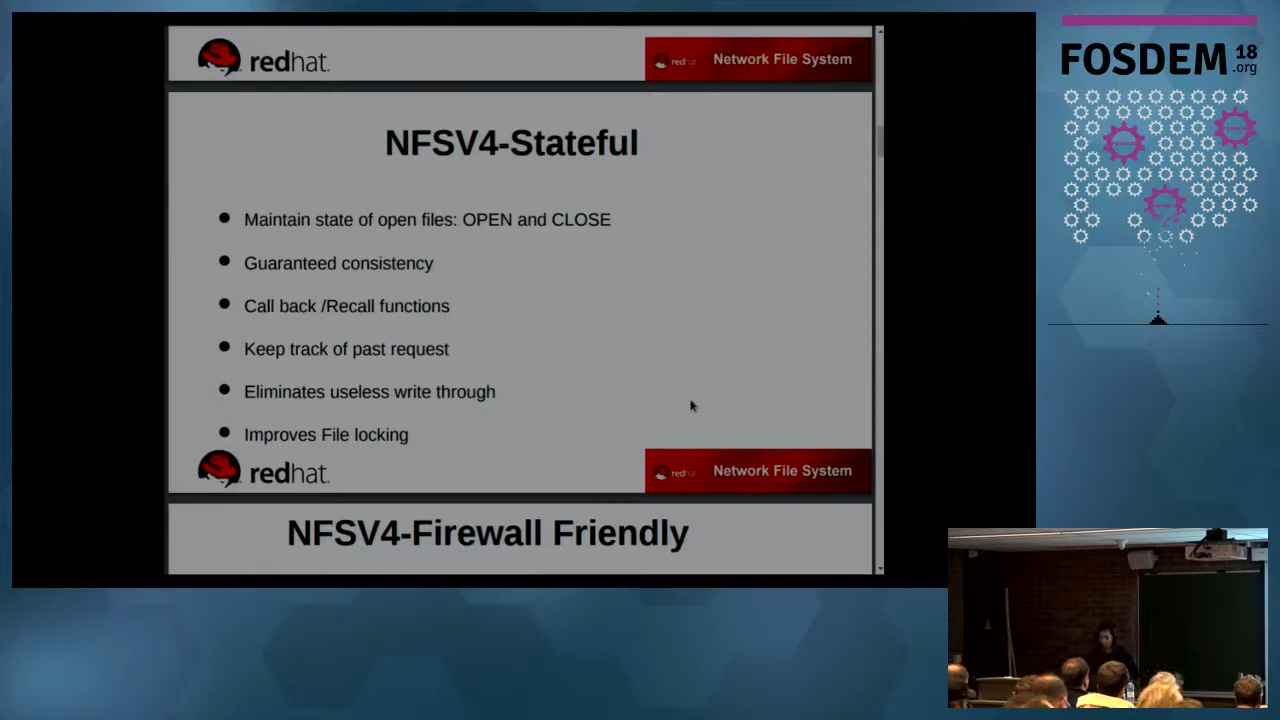 redhat.
redhat
Network File System
NFSV4-Stateful
Maintain state of open files: OPEN and CLOSE
Guaranteed consistency
Call back /Recall functions
Keep track of past request
Eliminates useless write through
Improves File locking
redhat.
redhat
Network File System
NFSV4-Firewall Friendly
FOSDEM 18
.org